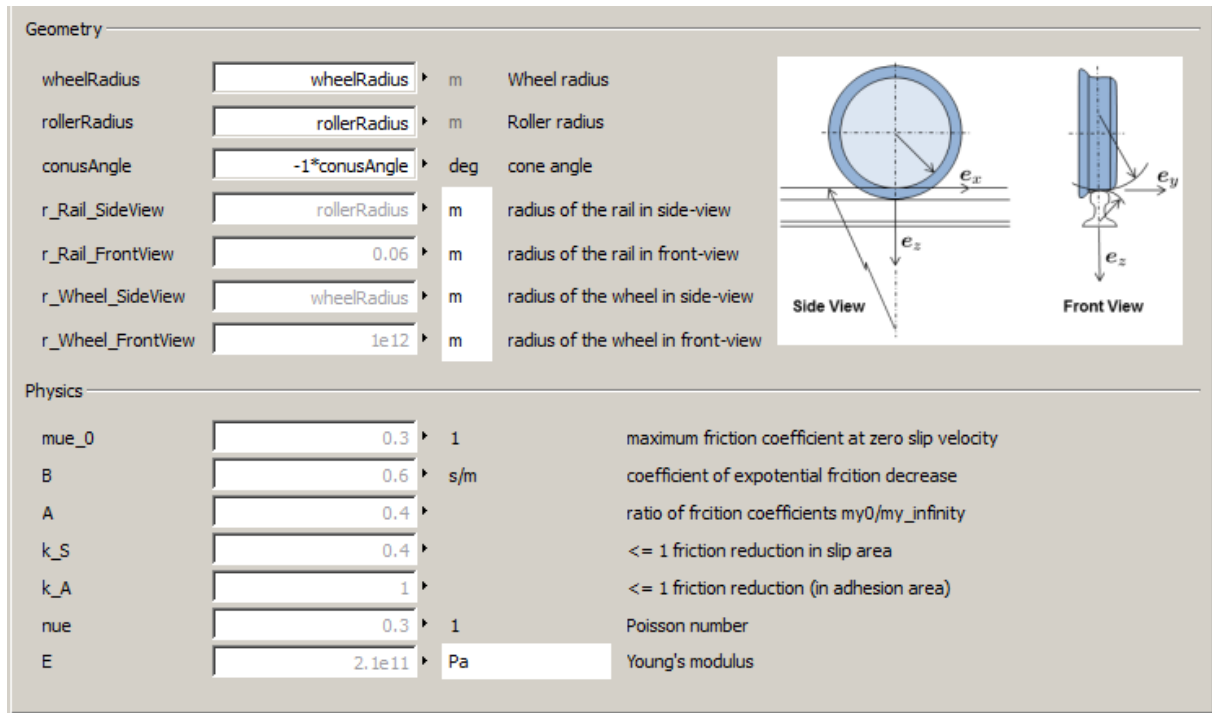 Geometry
wheelRadius wheelRadius m Wheel radius
rollerRadius rollerRadius m Roller radius
conusAngle -1*conusAngle deg cone angle
r_Rail_SideView rollerRadius m radius of the rail in side-view
r_Rail_FrontView 0.06 m radius of the rail in front-view
r_Wheel_SideView wheelRadius m radius of the wheel in side-view
r_Wheel_FrontView 1e12 m radius of the wheel in front-view
e_x
e_z
Side View
e_y
e_z
Front View
Physics
mue_0 0.3 1 maximum friction coefficient at zero slip velocity
B 0.6 s/m coefficient of expotential frcition decrease
A 0.4 ratio of frcition coefficients my0/my_infinity
k_S 0.4 <= 1 friction reduction in slip area
k_A 1 <= 1 friction reduction (in adhesion area)
nue 0.3 1 Poisson number
E 2.1e11 Pa Young's modulus